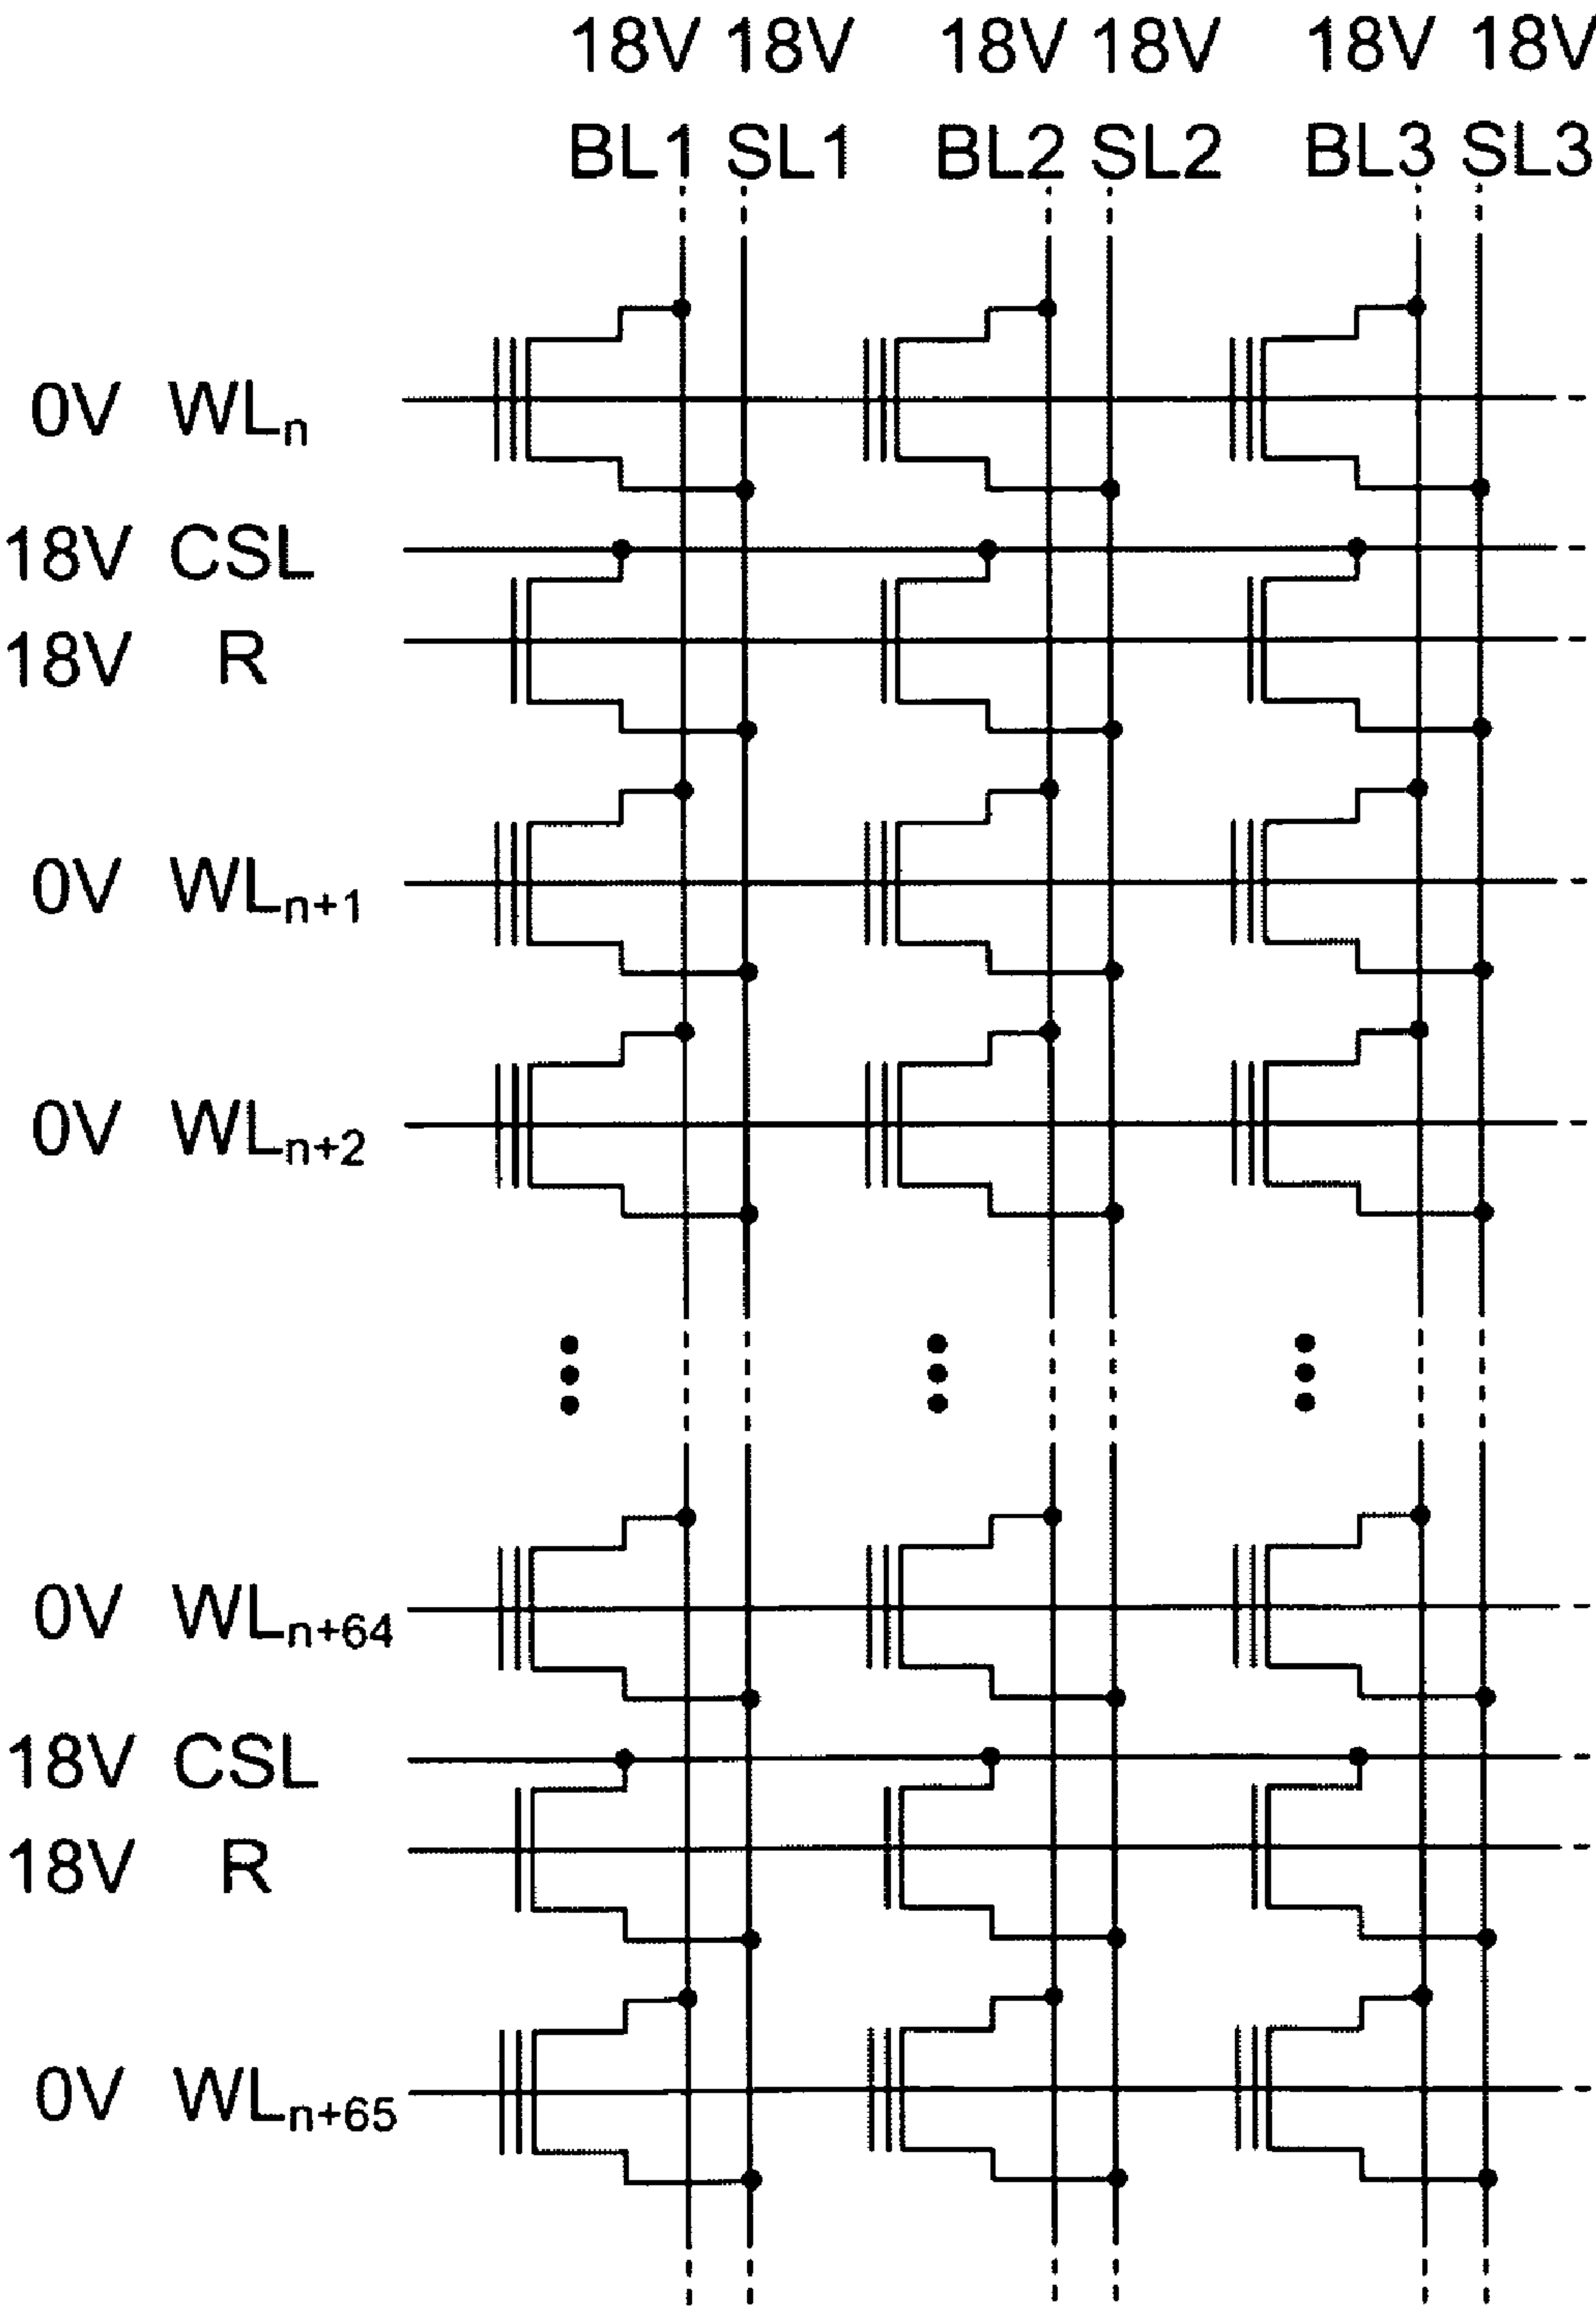 18V 18V 18V 18V 18V 18V
BL1 SL1 BL2 SL2 BL3 SL3
0V WLn
18V CSL
18V R
0V WLn+1
0V WLn+2
0V WLn+64
18V CSL
18V R
0V WLn+65